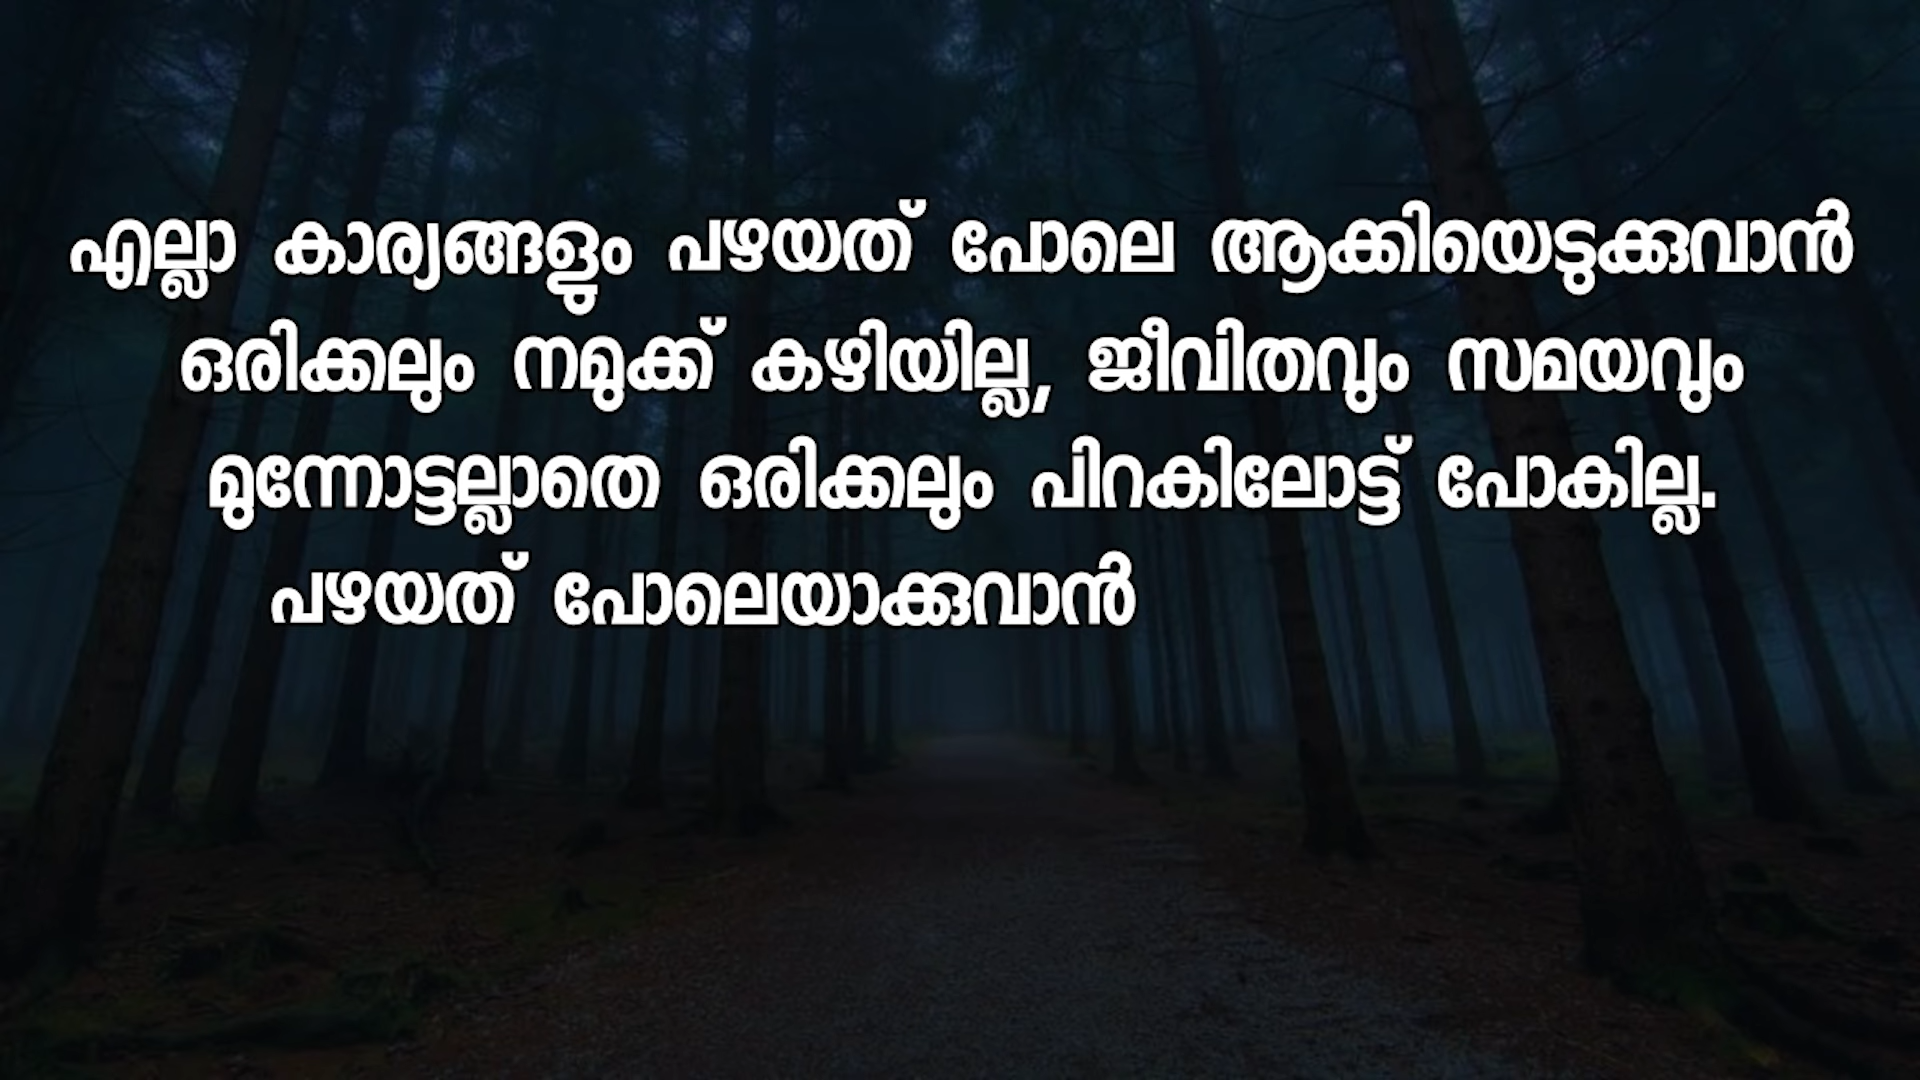 എല്ലാ കാര്യങ്ങളും പഴയത് പോലെ ആക്കിയെടുക്കുവാൻ
ഒരിക്കലും നമുക്ക് കഴിയില്ല, ജീവിതവും സമയവും
മുന്നോട്ടല്ലാതെ ഒരിക്കലും പിറകിലോട്ട് പോകില്ല.
പഴയത് പോലെയാക്കുവാൻ